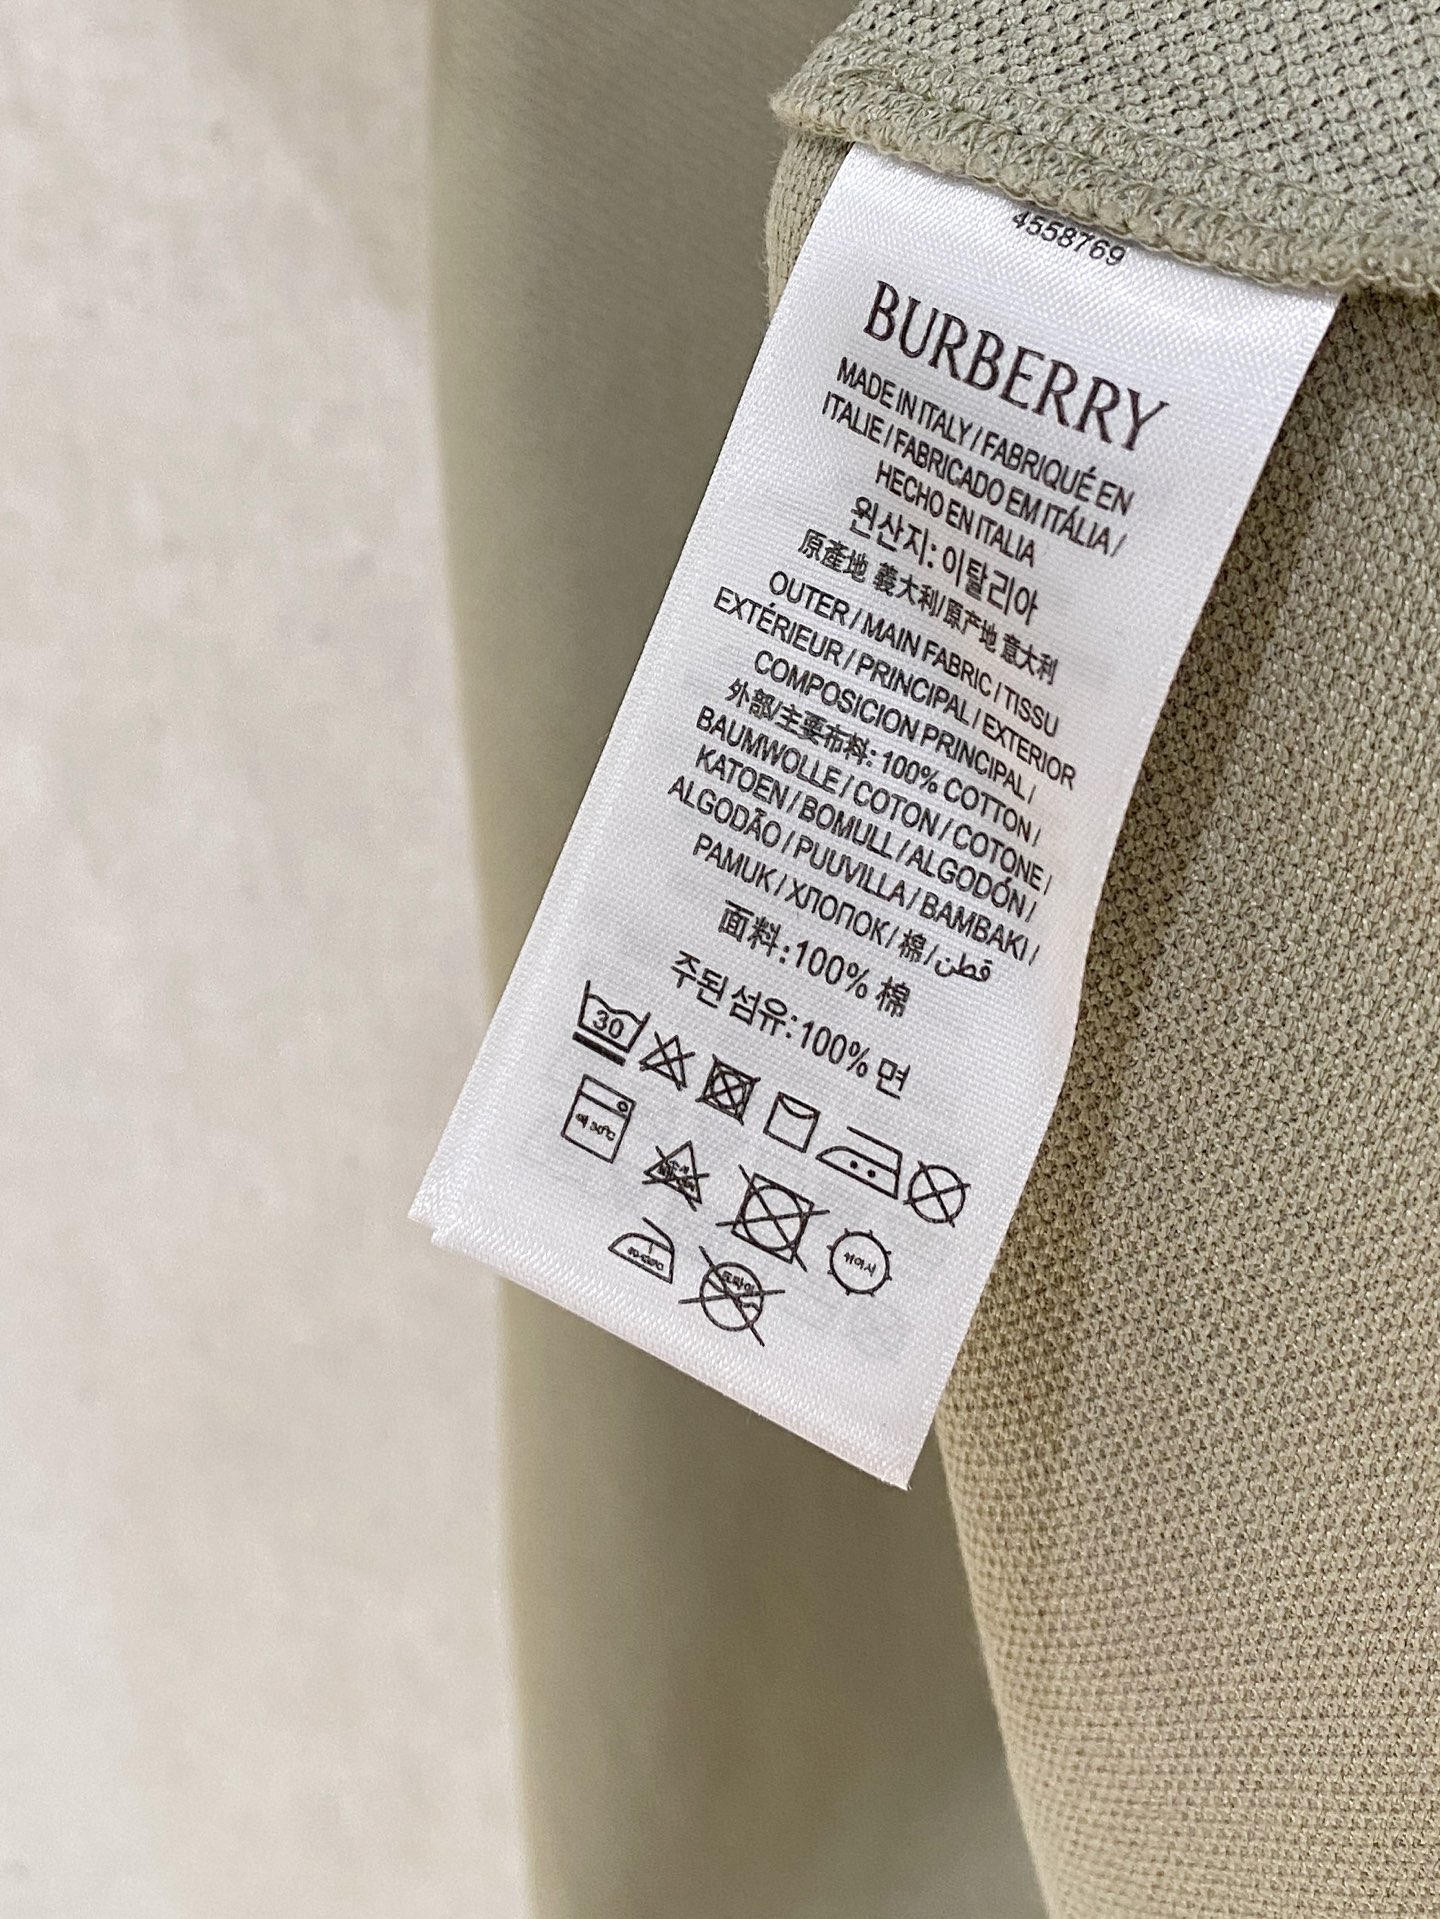 4558769
BURBERRY
MADE IN ITALY / FABRIQUÉ EN
ITALIE / FABRICADO EM ITÁLIA /
HECHO EN ITALIA
원산지: 이탈리아
原產地 義大利/原产地 意大利
OUTER / MAIN FABRIC / TISSU
EXTÉRIEUR / PRINCIPAL / EXTERIOR
COMPOSICION PRINCIPAL /
外部/主要布料: 100% COTTON /
BAUMWOLLE / COTON / COTONE /
KATOEN / BOMULL / ALGODÓN /
ALGODÃO / PUUVILLA / BAMBAKI /
PAMUK / ХЛОПОК / 棉 / قطن
面料: 100% 棉
주된 섬유: 100% 면
30